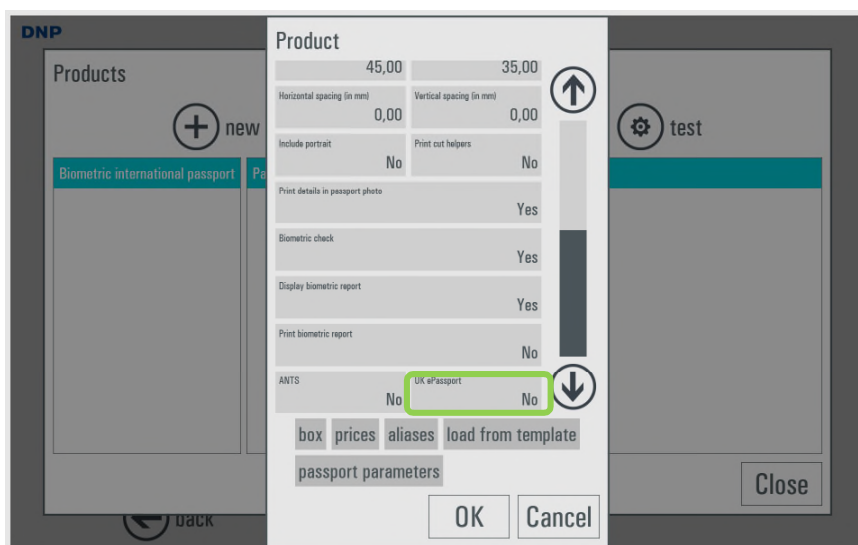 DNP
Product
Products
45,00 35,00
Horizontal spacing (in mm) Vertical spacing (in mm)
0,00 0,00
new
test
Include portrait Print cut helpers
No No
Biometric international passport Pa
Print details in passport photo
Yes
Biometric check
Yes
Display biometric report
Yes
Print biometric report
No
ANTS UK ePassport
No No
box prices aliases load from template
passport parameters
Close
OK Cancel
back